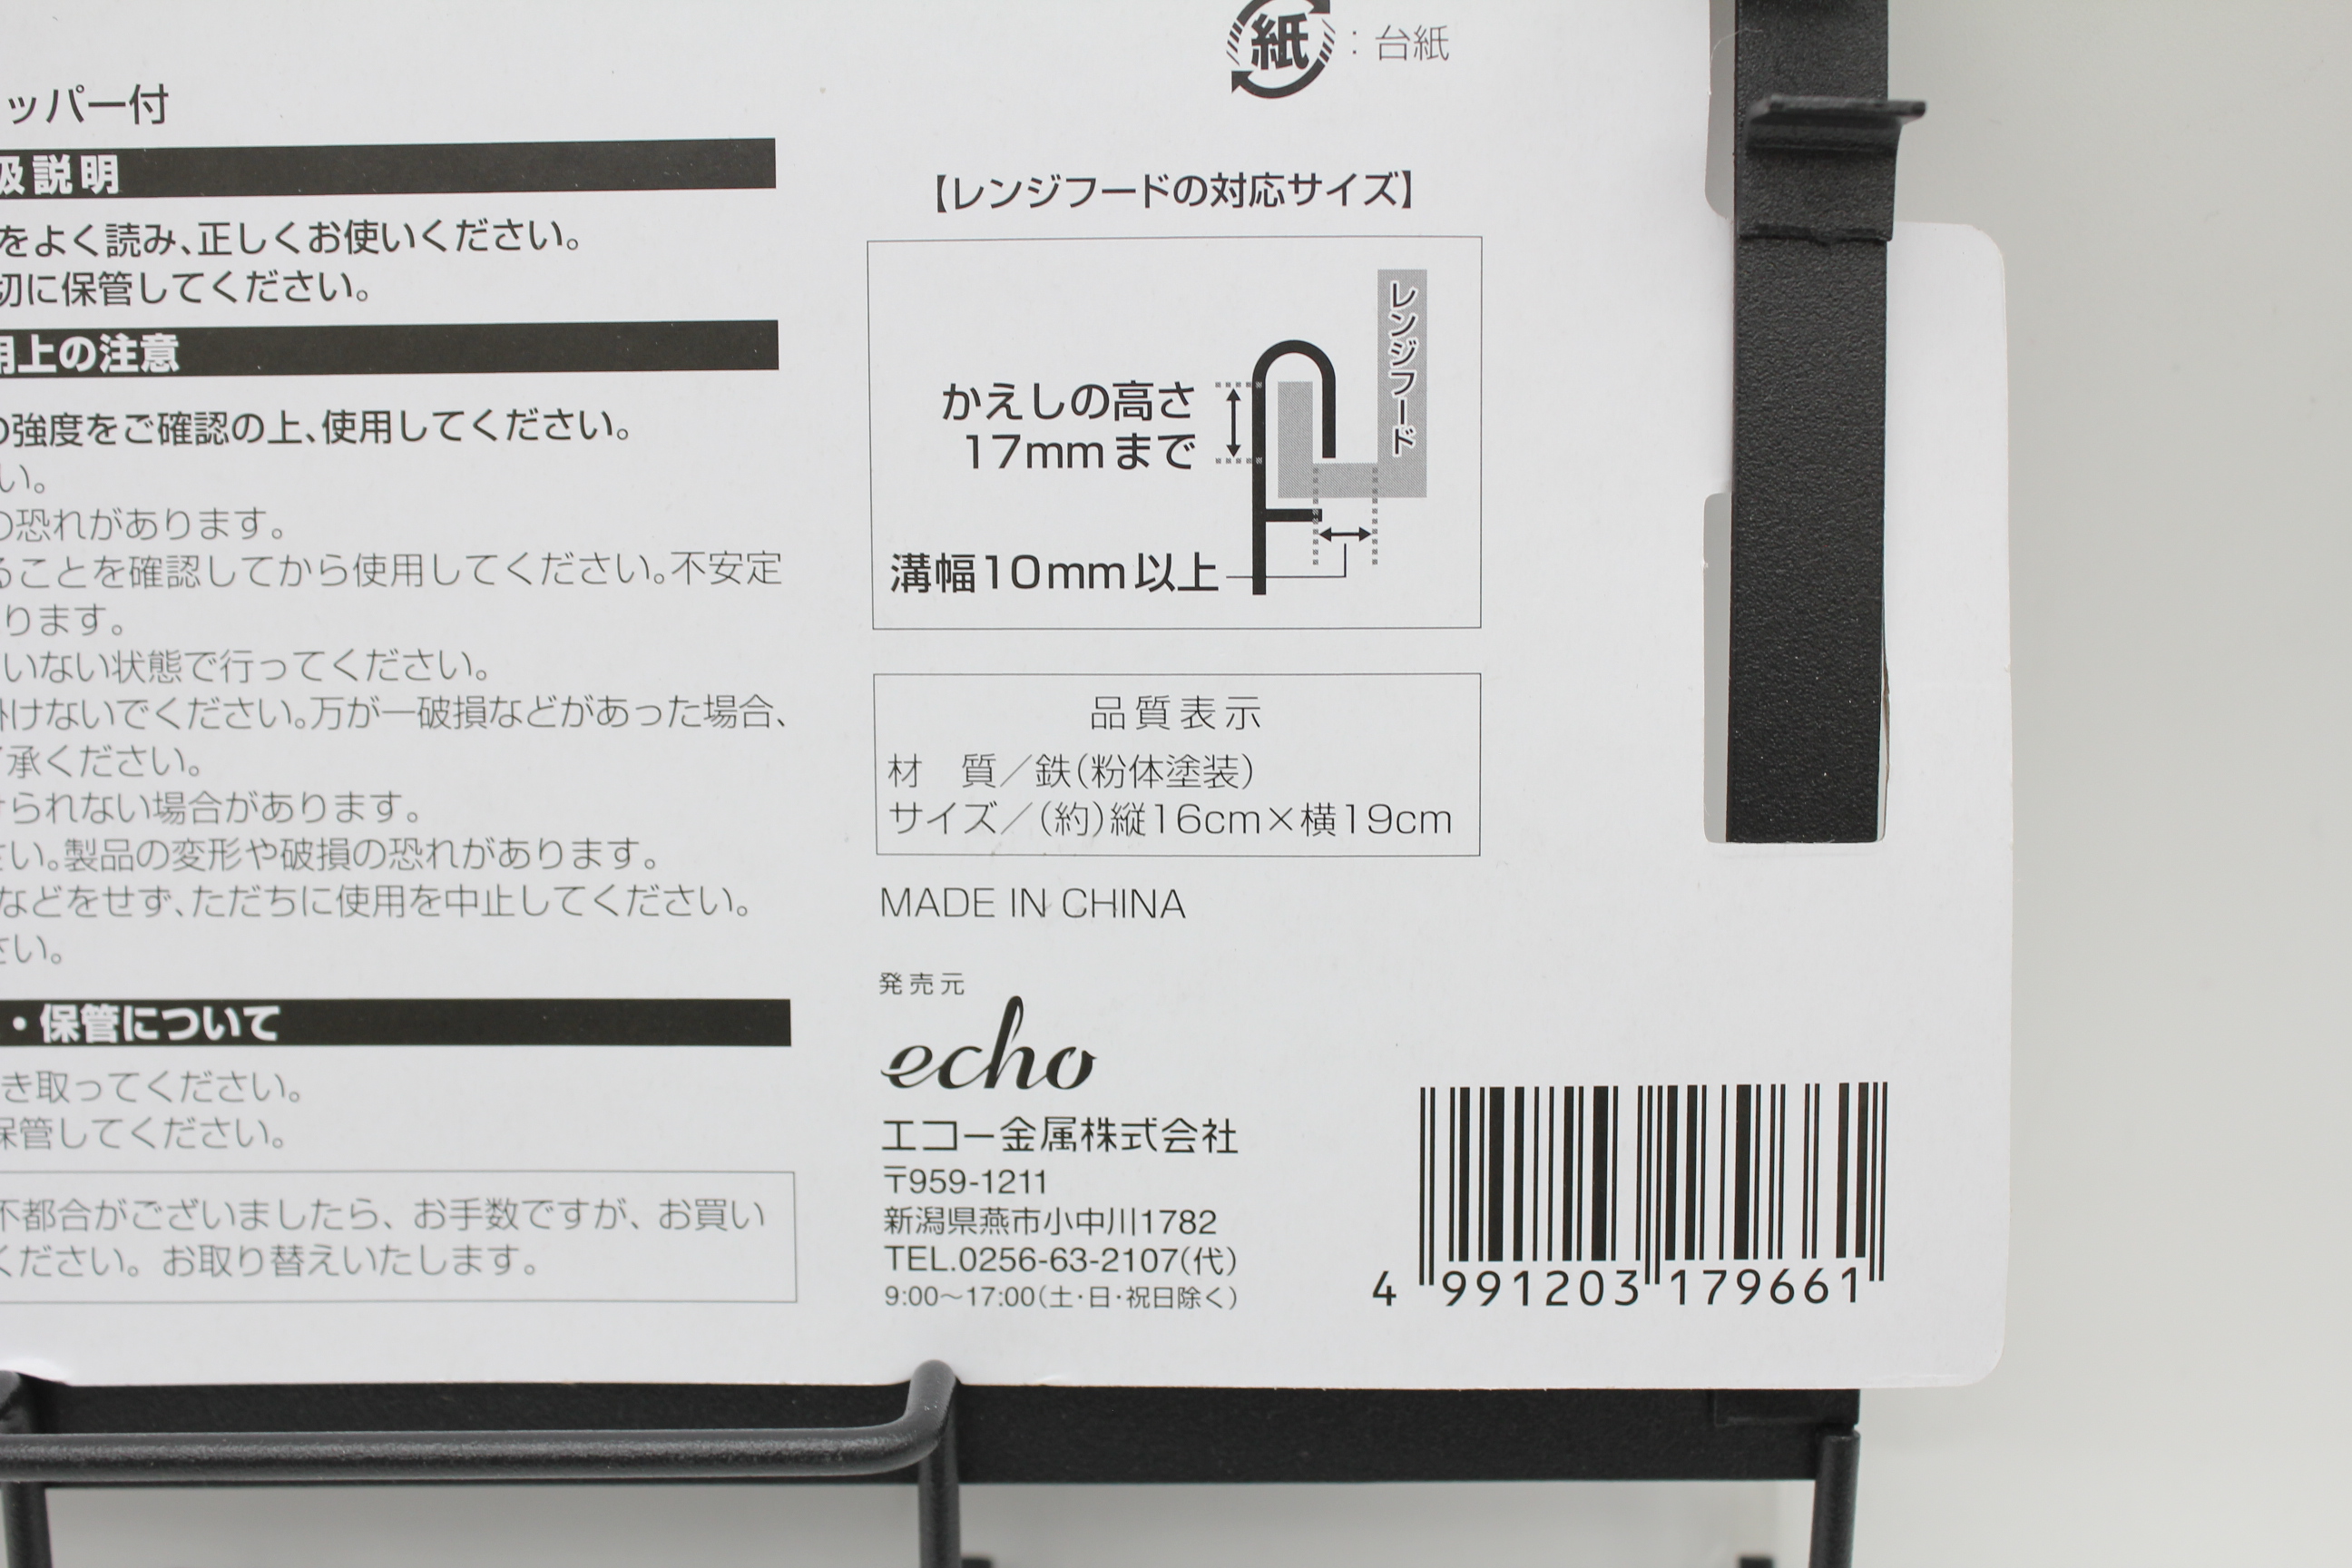 ッパー付
扱説明
をよく読み、正しくお使いください。
切に保管してください。
用上の注意
の強度をご確認の上、使用してください。
い。
の恐れがあります。
ることを確認してから使用してください。不安定
ります。
いない状態で行ってください。
掛けないでください。万が一破損などがあった場合、
了承ください。
られない場合があります。
さい。製品の変形や破損の恐れがあります。
などをせず、ただちに使用を中止してください。
さい。
・保管について
き取ってください。
保管してください。
不都合がございましたら、お手数ですが、お買い
ください。お取り替えいたします。
紙：台紙
【レンジフードの対応サイズ】
レンジフード
かえしの高さ
17mmまで
溝幅10mm以上
品質表示
材　質／鉄(粉体塗装)
サイズ／(約)縦16cm×横19cm
MADE IN CHINA
発売元
echo
エコー金属株式会社
〒959-1211
新潟県燕市小中川1782
TEL.0256-63-2107(代)
9:00～17:00(土・日・祝日除く)
4 991203 179661